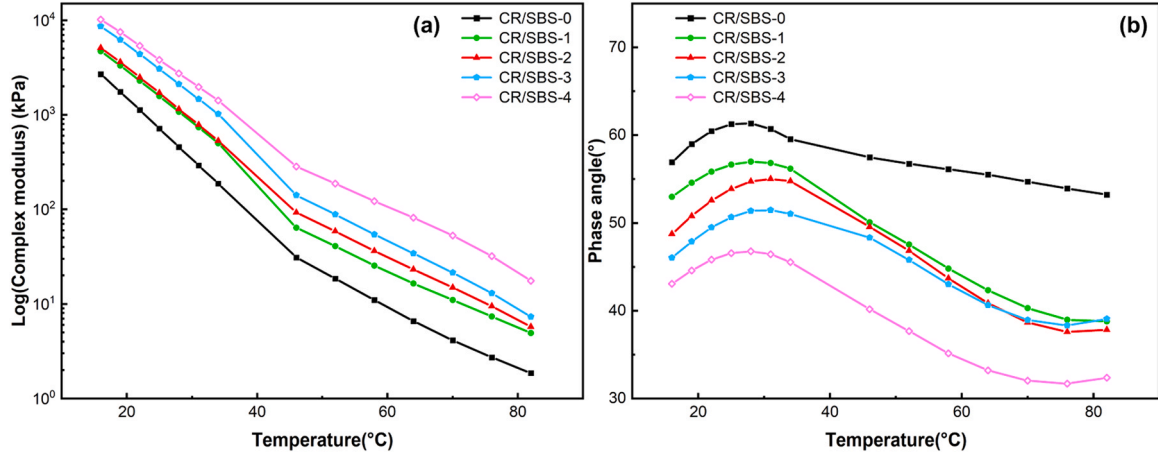 (a)
CR/SBS-0
CR/SBS-1
CR/SBS-2
CR/SBS-3
CR/SBS-4
Log(Complex modulus) (kPa)
10⁴
10³
10²
10¹
10⁰
20
40
60
80
Temperature(°C)
(b)
CR/SBS-0
CR/SBS-1
CR/SBS-2
CR/SBS-3
CR/SBS-4
Phase angle(°)
70
60
50
40
30
20
40
60
80
Temperature(°C)